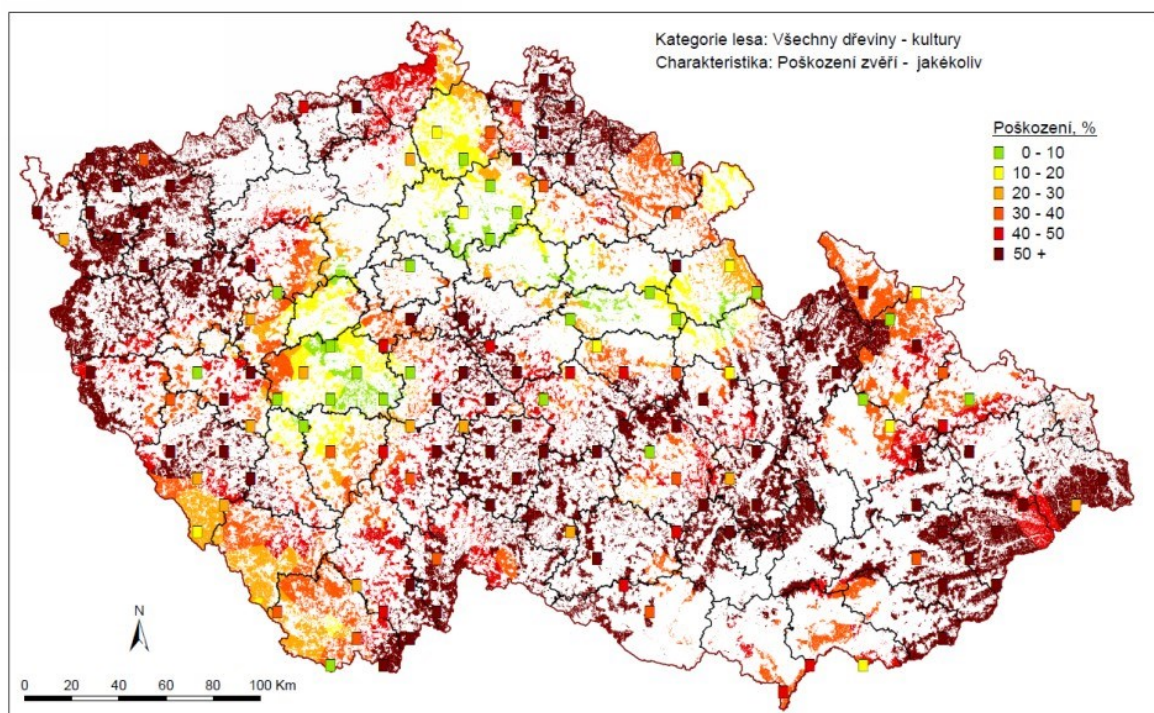 Kategorie lesa: Všechny dřeviny - kultury
Charakteristika: Poškození zvěří - jakékoliv
Poškození, %
0 - 10
10 - 20
20 - 30
30 - 40
40 - 50
50 +
N
0 20 40 60 80 100 Km